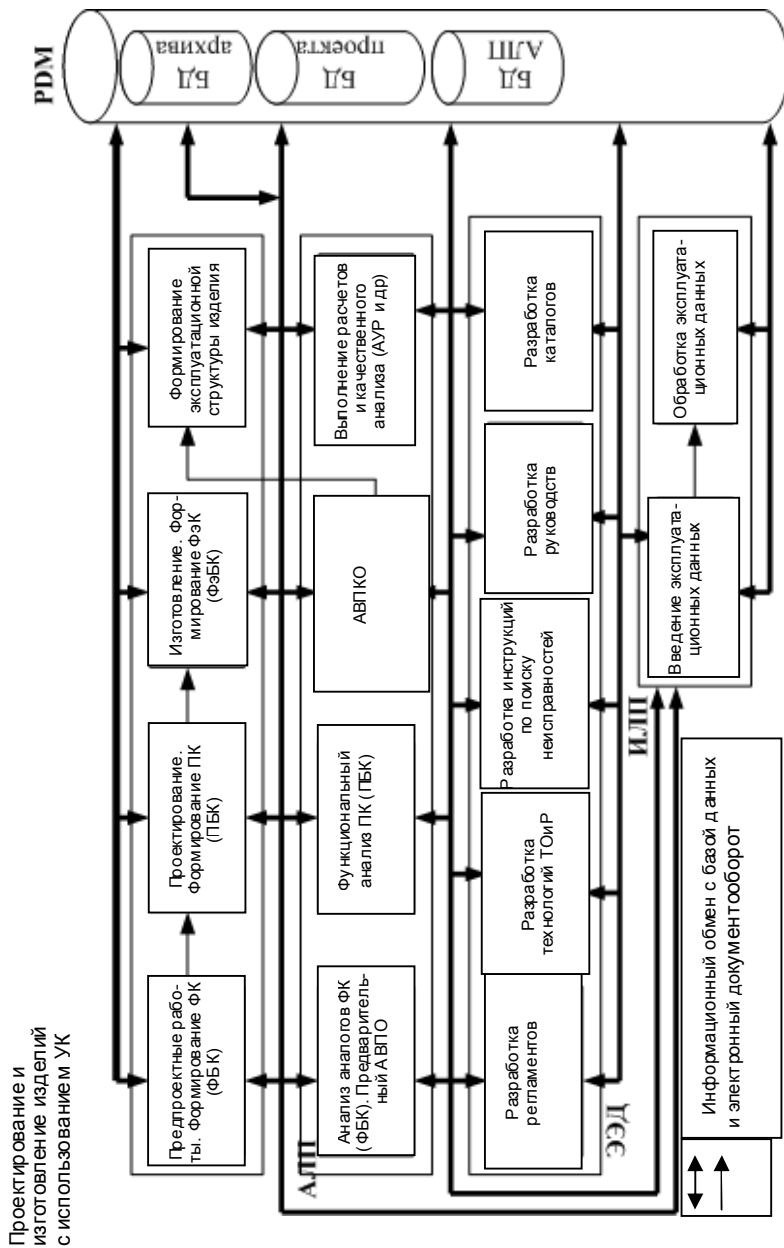 Проектирование и
изготовление изделий
с использованием УК
PDM
БД
архива
БД
проекта
БД
АЛП
Предпроектные рабо-
ты. Формирование ФК
(ФБК)
Проектирование.
Формирование ПК
(ПБК)
Изготовление. Фор-
мирование ФэК
(ФэБК)
Формирование
эксплуатационной
структуры изделия
АЛП
Анализ аналогов ФК
(ФБК). Предваритель-
ный АВПО
Функциональный
анализ ПК (ПБК)
АВПКО
Выполнение расчетов
и качественного
анализа (АУР и др)
ДЭЭ
Разработка
регламентов
Разработка
технологий ТОиР
Разработка инструкций
по поиску
неисправностей
Разработка
руководств
Разработка
каталогов
ИЛП
Введение эксплуата-
ционных данных
Обработка эксплуата-
ционных данных
Информационный обмен с базой данных
и электронный документооборот